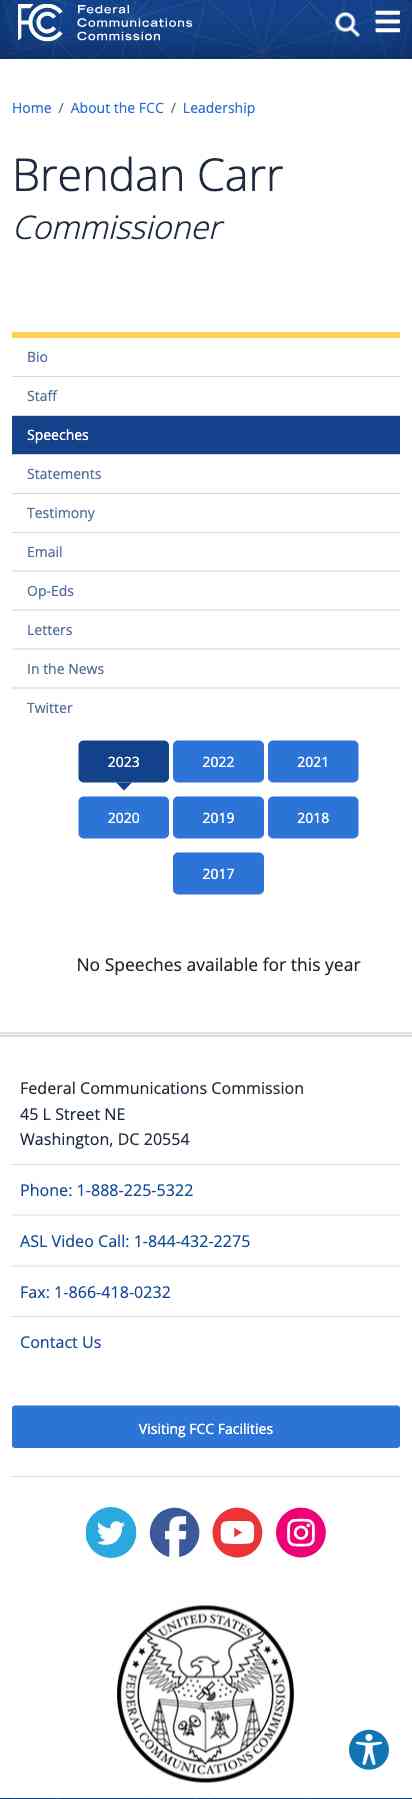 Federal
Communications
Commission
Home / About the FCC / Leadership
Brendan Carr
Commissioner
Bio
Staff
Speeches
Statements
Testimony
Email
Op-Eds
Letters
In the News
Twitter
2023 2022 2021
2020 2019 2018
2017
No Speeches available for this year
Federal Communications Commission
45 L Street NE
Washington, DC 20554
Phone: 1-888-225-5322
ASL Video Call: 1-844-432-2275
Fax: 1-866-418-0232
Contact Us
Visiting FCC Facilities
UNITED STATES
FEDERAL COMMUNICATIONS COMMISSION